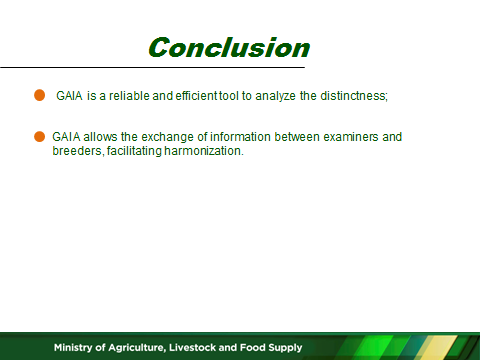 Conclusion
GAIA is a reliable and efficient tool to analyze the distinctness;
GAIA allows the exchange of information between examiners and
breeders, facilitating harmonization.
Ministry of Agriculture, Livestock and Food Supply